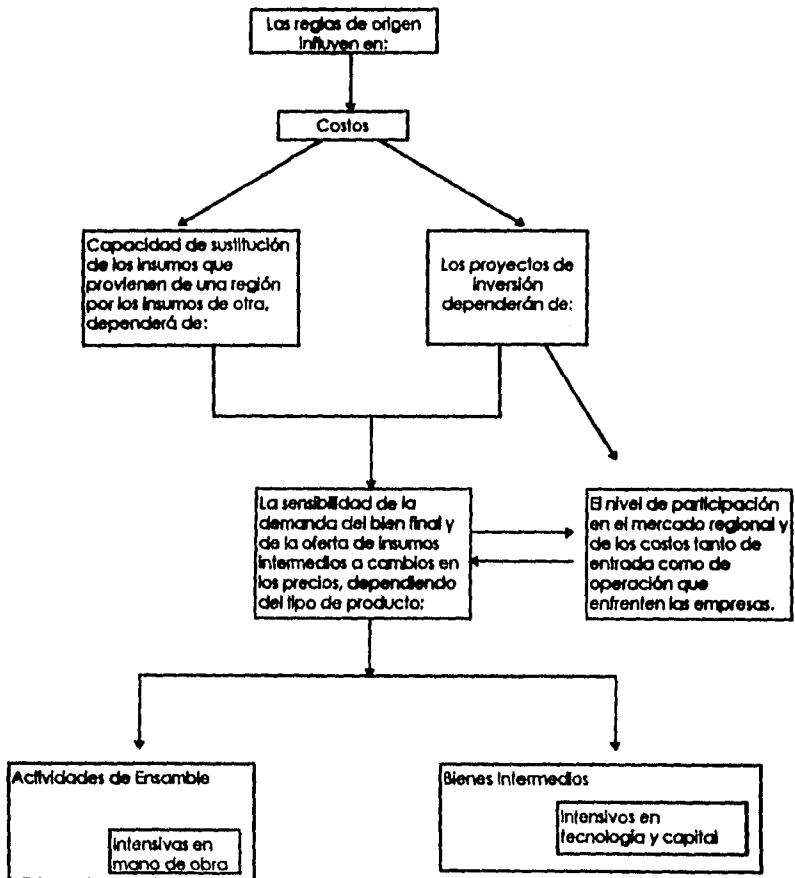 Las reglas de origen
influyen en:
Costos
Capacidad de sustitución
de los insumos que
provienen de una región
por los insumos de otra,
dependerá de:
Los proyectos de
inversión
dependerán de:
La sensibilidad de la
demanda del bien final y
de la oferta de insumos
intermedios a cambios en
los precios, dependiendo
del tipo de producto:
El nivel de participación
en el mercado regional y
de los costos tanto de
entrada como de
operación que
enfrenten las empresas.
Actividades de Ensamble
Intensivas en
mano de obra
Bienes Intermedios
Intensivos en
tecnología y capital